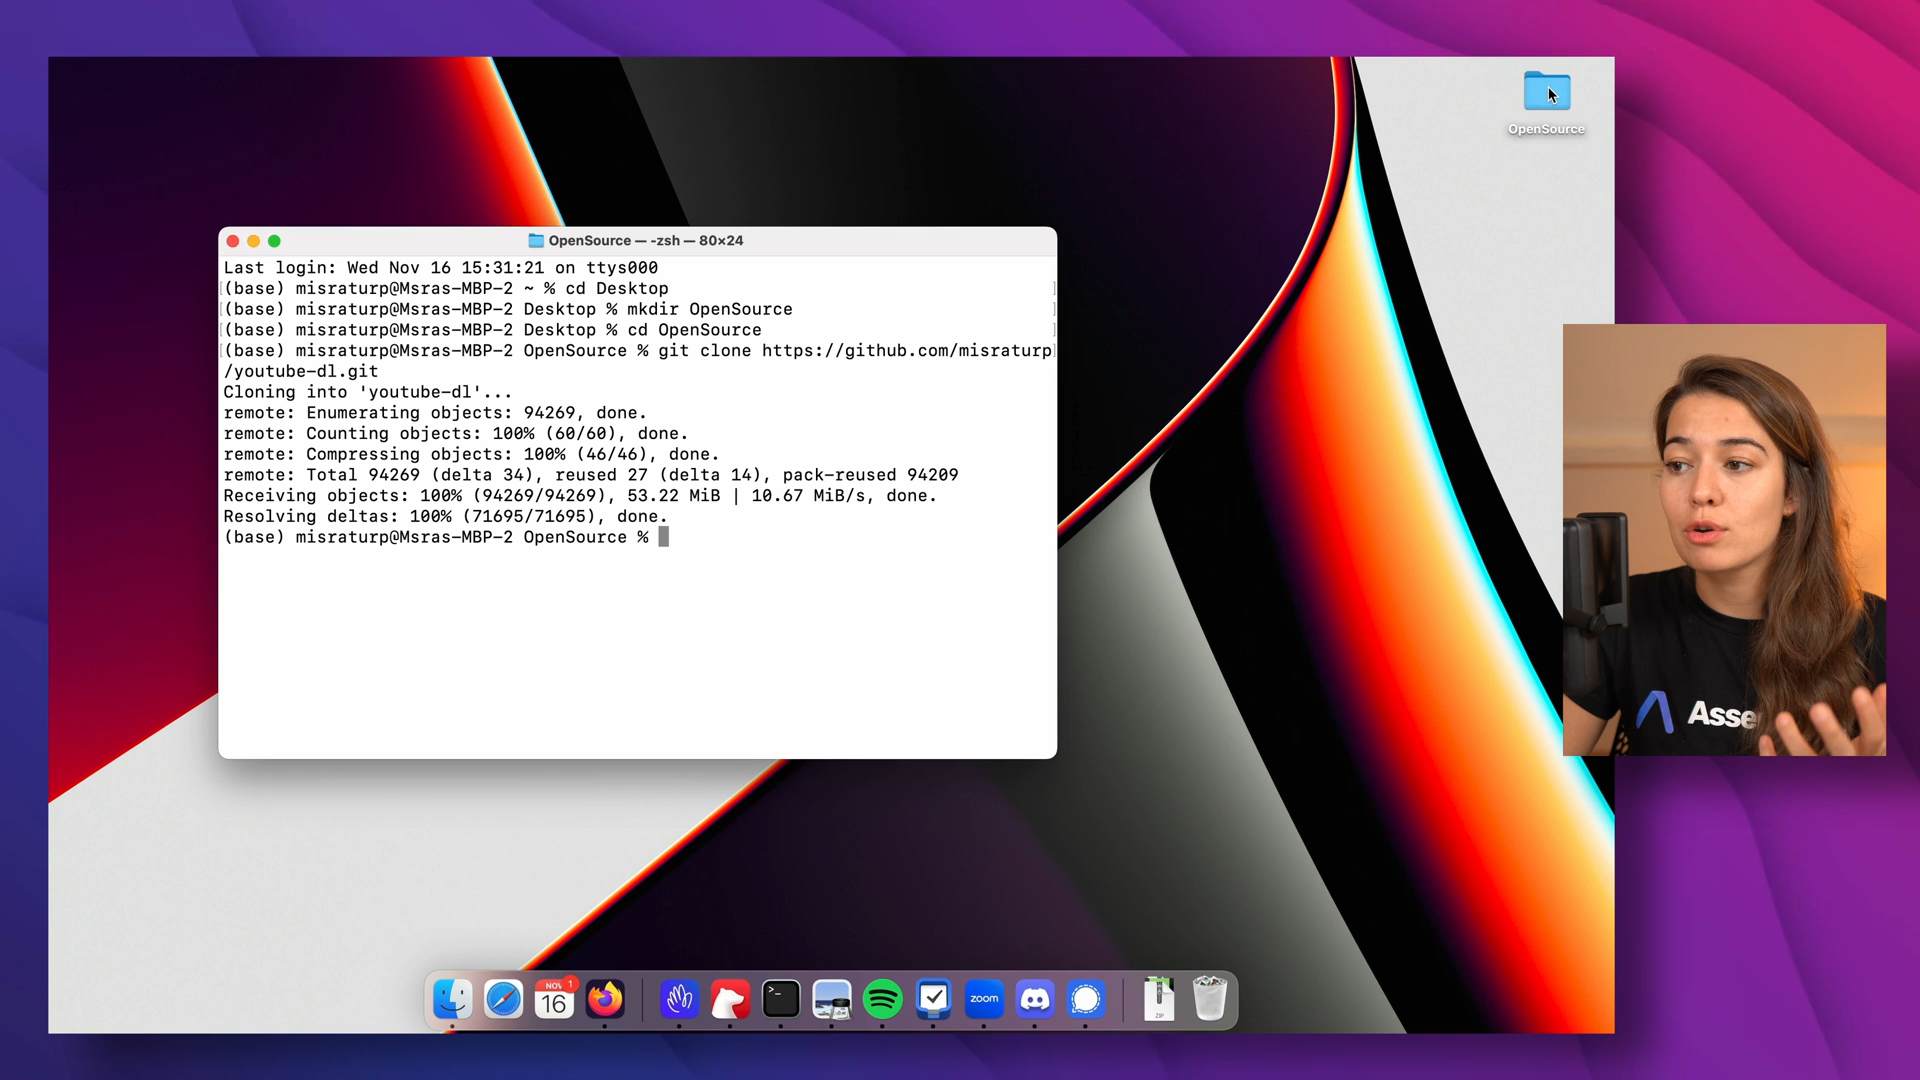 OpenSource
OpenSource — -zsh — 80×24
Last login: Wed Nov 16 15:31:21 on ttys000
[(base) misraturp@Msras-MBP-2 ~ % cd Desktop ]
[(base) misraturp@Msras-MBP-2 Desktop % mkdir OpenSource ]
[(base) misraturp@Msras-MBP-2 Desktop % cd OpenSource ]
[(base) misraturp@Msras-MBP-2 OpenSource % git clone https://github.com/misraturp]
/youtube-dl.git
Cloning into 'youtube-dl'...
remote: Enumerating objects: 94269, done.
remote: Counting objects: 100% (60/60), done.
remote: Compressing objects: 100% (46/46), done.
remote: Total 94269 (delta 34), reused 27 (delta 14), pack-reused 94209
Receiving objects: 100% (94269/94269), 53.22 MiB | 10.67 MiB/s, done.
Resolving deltas: 100% (71695/71695), done.
(base) misraturp@Msras-MBP-2 OpenSource %
Asse
NOV 1
16
>_
zoom
ZIP